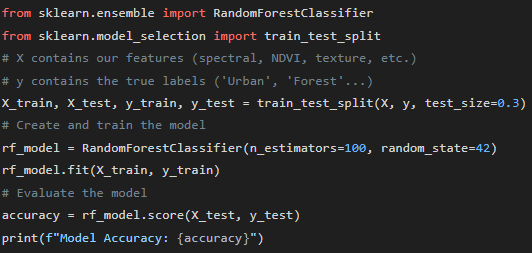 from sklearn.ensemble import RandomForestClassifier
from sklearn.model_selection import train_test_split
# X contains our features (spectral, NDVI, texture, etc.)
# y contains the true labels ('Urban', 'Forest'...)
X_train, X_test, y_train, y_test = train_test_split(X, y, test_size=0.3)
# Create and train the model
rf_model = RandomForestClassifier(n_estimators=100, random_state=42)
rf_model.fit(X_train, y_train)
# Evaluate the model
accuracy = rf_model.score(X_test, y_test)
print(f"Model Accuracy: {accuracy}")